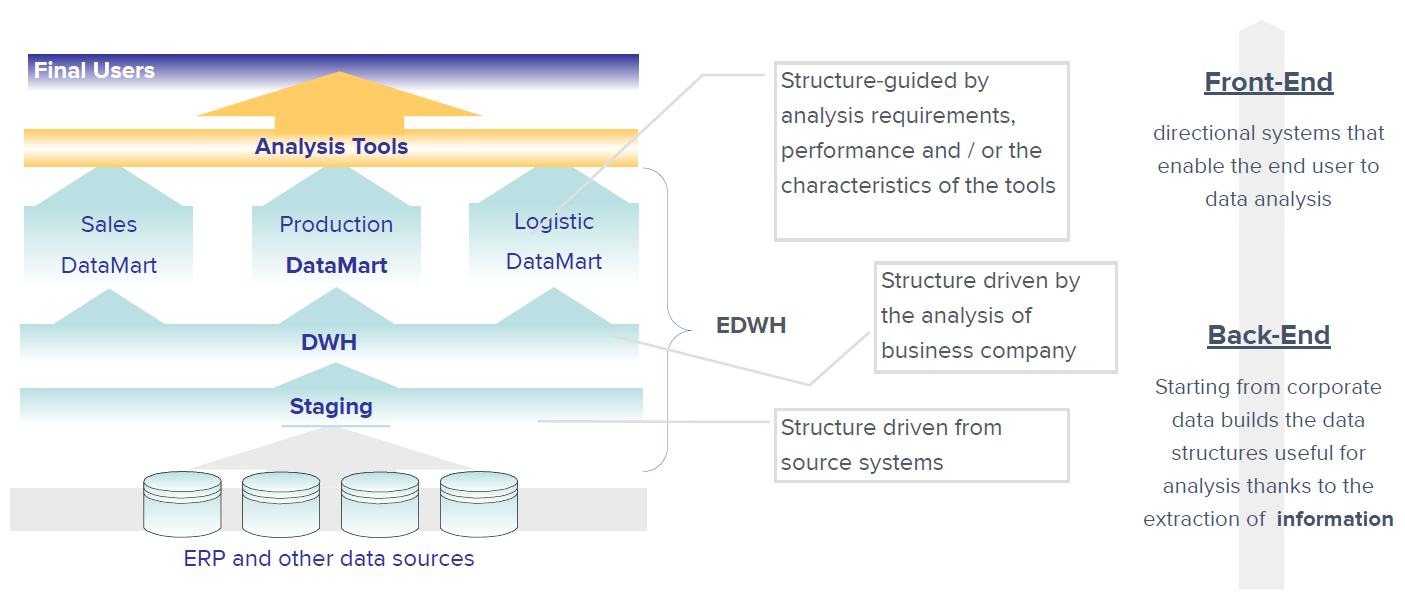 Final Users
Analysis Tools
Sales
DataMart
Production
DataMart
Logistic
DataMart
DWH
Staging
ERP and other data sources
EDWH
Structure-guided by
analysis requirements,
performance and / or the
characteristics of the tools
Structure driven by
the analysis of
business company
Structure driven from
source systems
Front-End
directional systems that
enable the end user to
data analysis
Back-End
Starting from corporate
data builds the data
structures useful for
analysis thanks to the
extraction of information